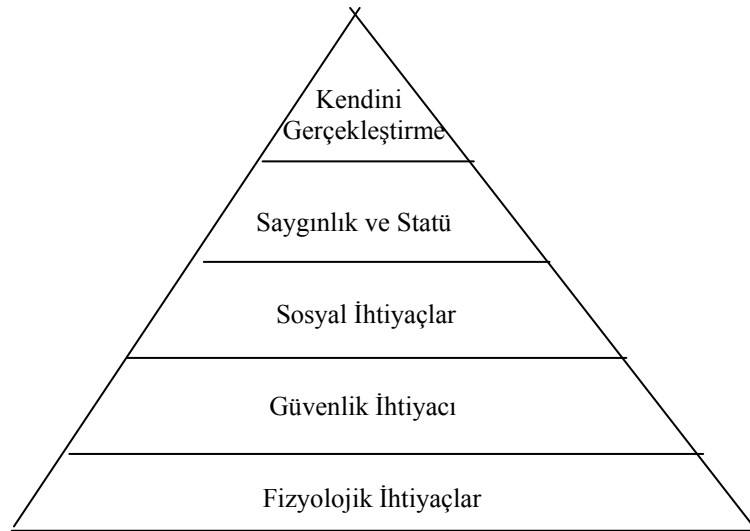 Kendini
Gerçekleştirme
Saygınlık ve Statü
Sosyal İhtiyaçlar
Güvenlik İhtiyacı
Fizyolojik İhtiyaçlar